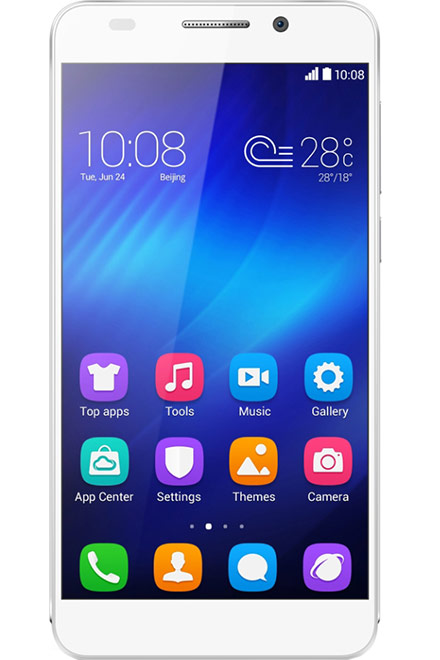 10:08
10:08
28°c
Tue, Jun 24
Beijing
28°/18°
Top apps
Tools
Music
Gallery
App Center
Settings
Themes
Camera